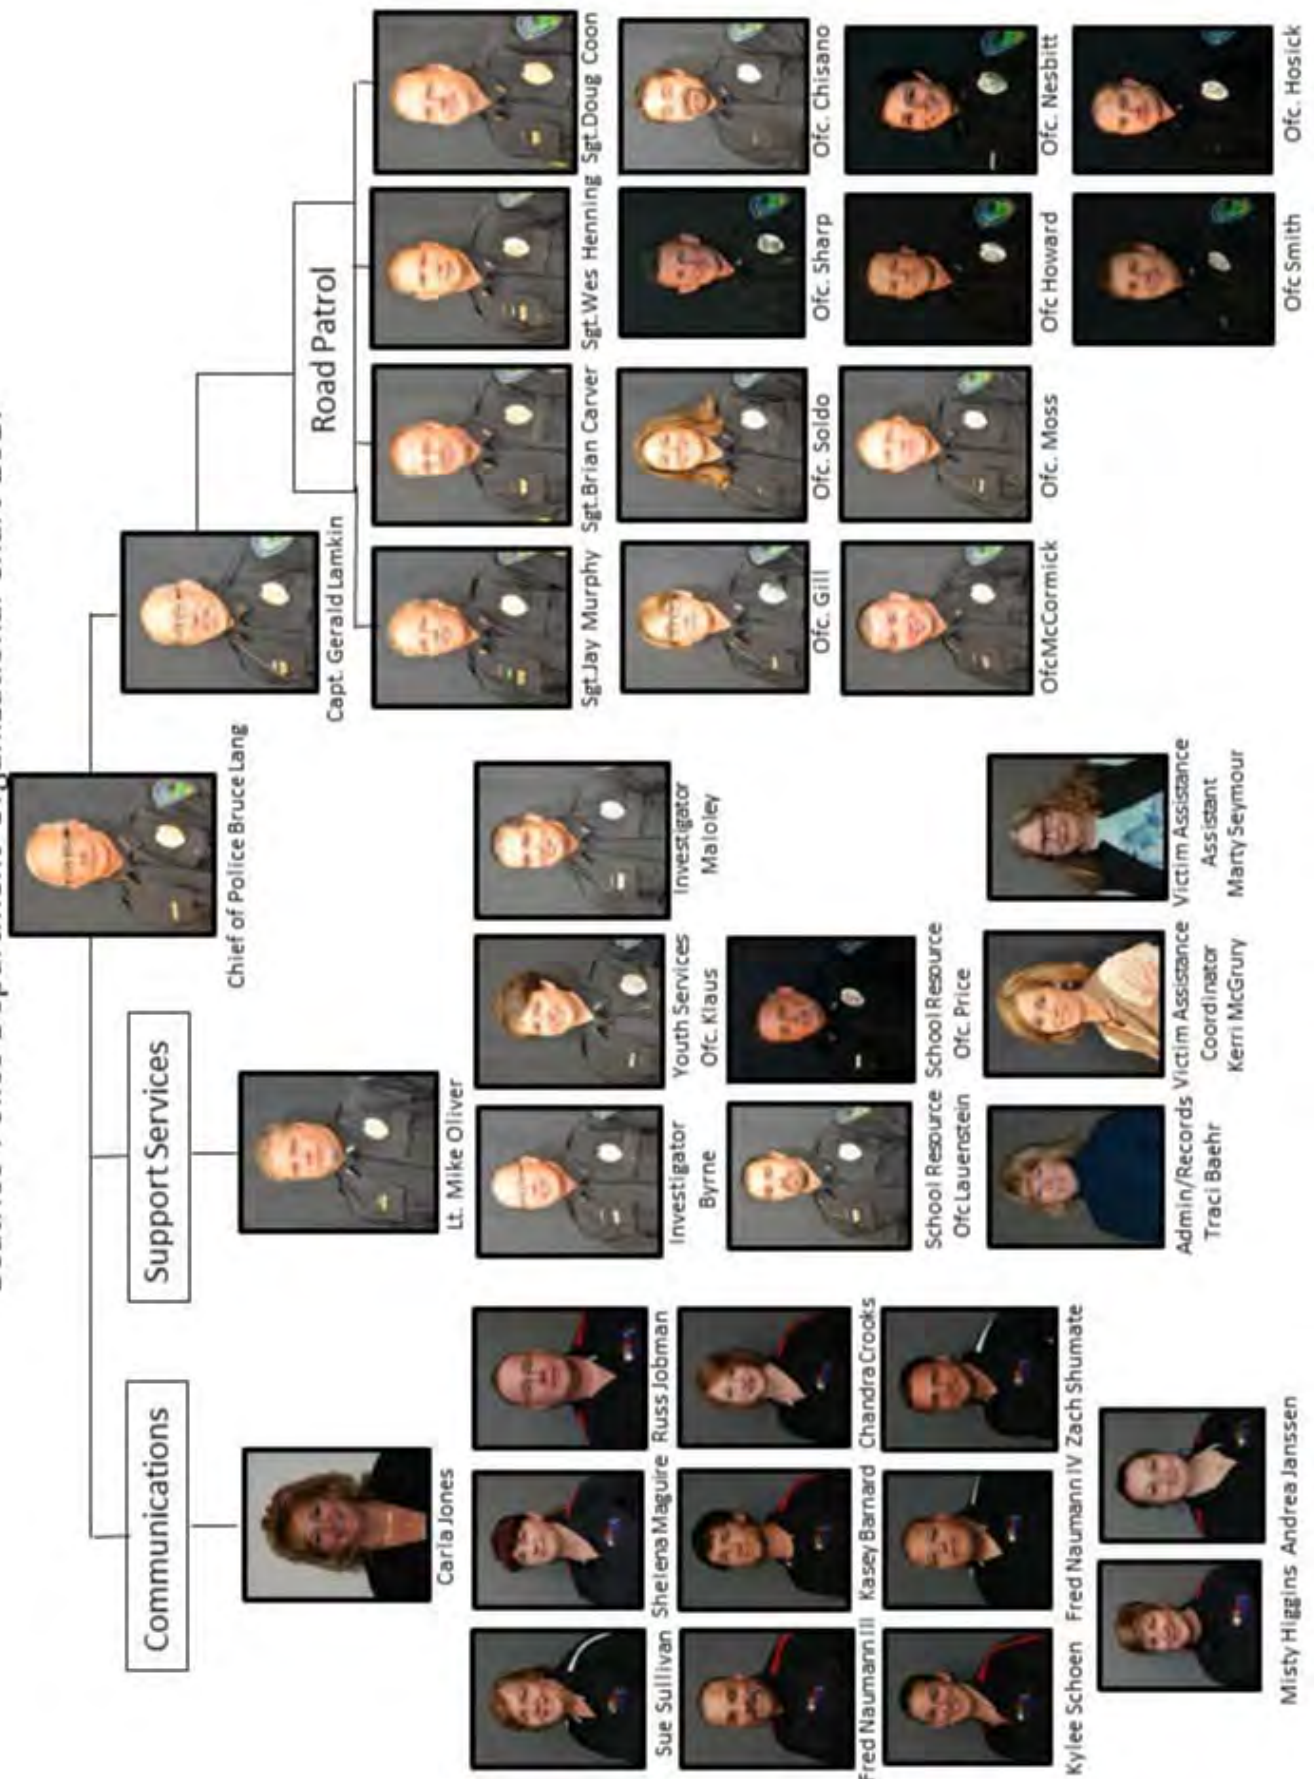 Chief of Police Bruce Lang
Communications
Support Services
Capt. Gerald Lamkin
Road Patrol
Carla Jones
Lt. Mike Oliver
Sue Sullivan
Shelena Maguire
Russ Jobman
Fred Naumann III
Kasey Barnard
Chandra Crooks
Kylee Schoen
Fred Naumann IV
Zach Shumate
Misty Higgins
Andrea Janssen
Investigator
Byrne
Youth Services
Ofc. Klaus
Investigator
Maloley
School Resource
Ofc Lauenstein
School Resource
Ofc. Price
Admin/Records
Traci Baehr
Victim Assistance
Coordinator
Kerri McGrury
Victim Assistance
Assistant
Marty Seymour
Sgt.Jay Murphy
Sgt.Brian Carver
Sgt.Wes Henning
Sgt.Doug Coon
Ofc. Gill
Ofc. Soldo
Ofc. Sharp
Ofc. Chisano
Ofc.McCormick
Ofc. Moss
Ofc Howard
Ofc. Nesbitt
Ofc Smith
Ofc. Hosick